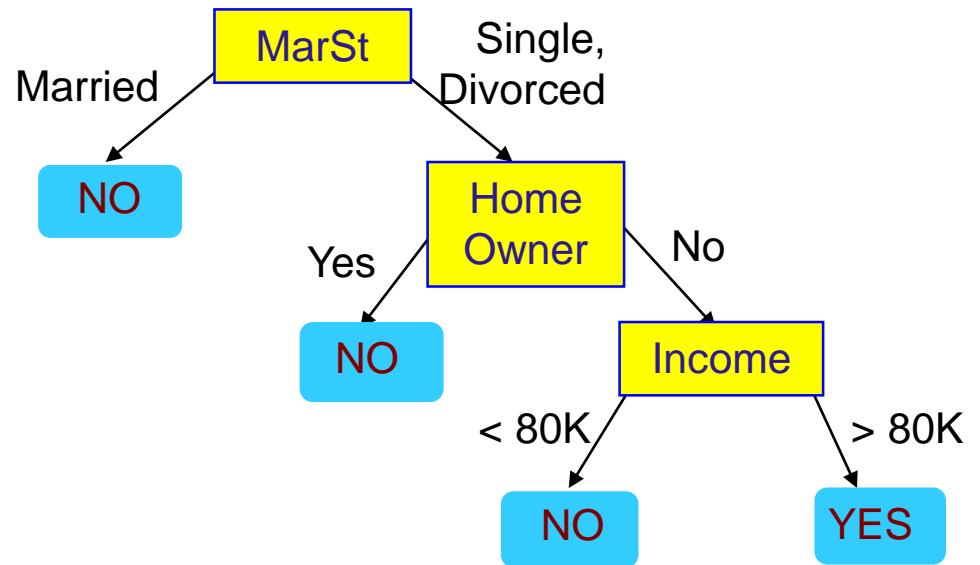 MarSt
Single,
Divorced
Married
NO
Home
Owner
Yes
No
NO
Income
< 80K
> 80K
NO
YES